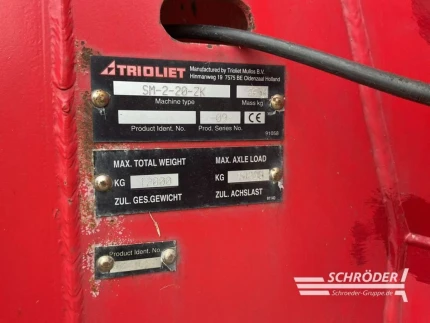 TRIOLIET
Manufactured by Trioliet Mullos B.V.
Hinmanweg 19 7575 BE Oldenzaal Holland
SM-2-20-ZK
Machine type
Mass kg
Product Ident. No.
Prod. Series No.
MAX. TOTAL WEIGHT
MAX. AXLE LOAD
KG
KG
ZUL. GES.GEWICHT
ZUL. ACHSLAST
Product Ident. No.
SCHRÖDER
Schroeder-Gruppe.de